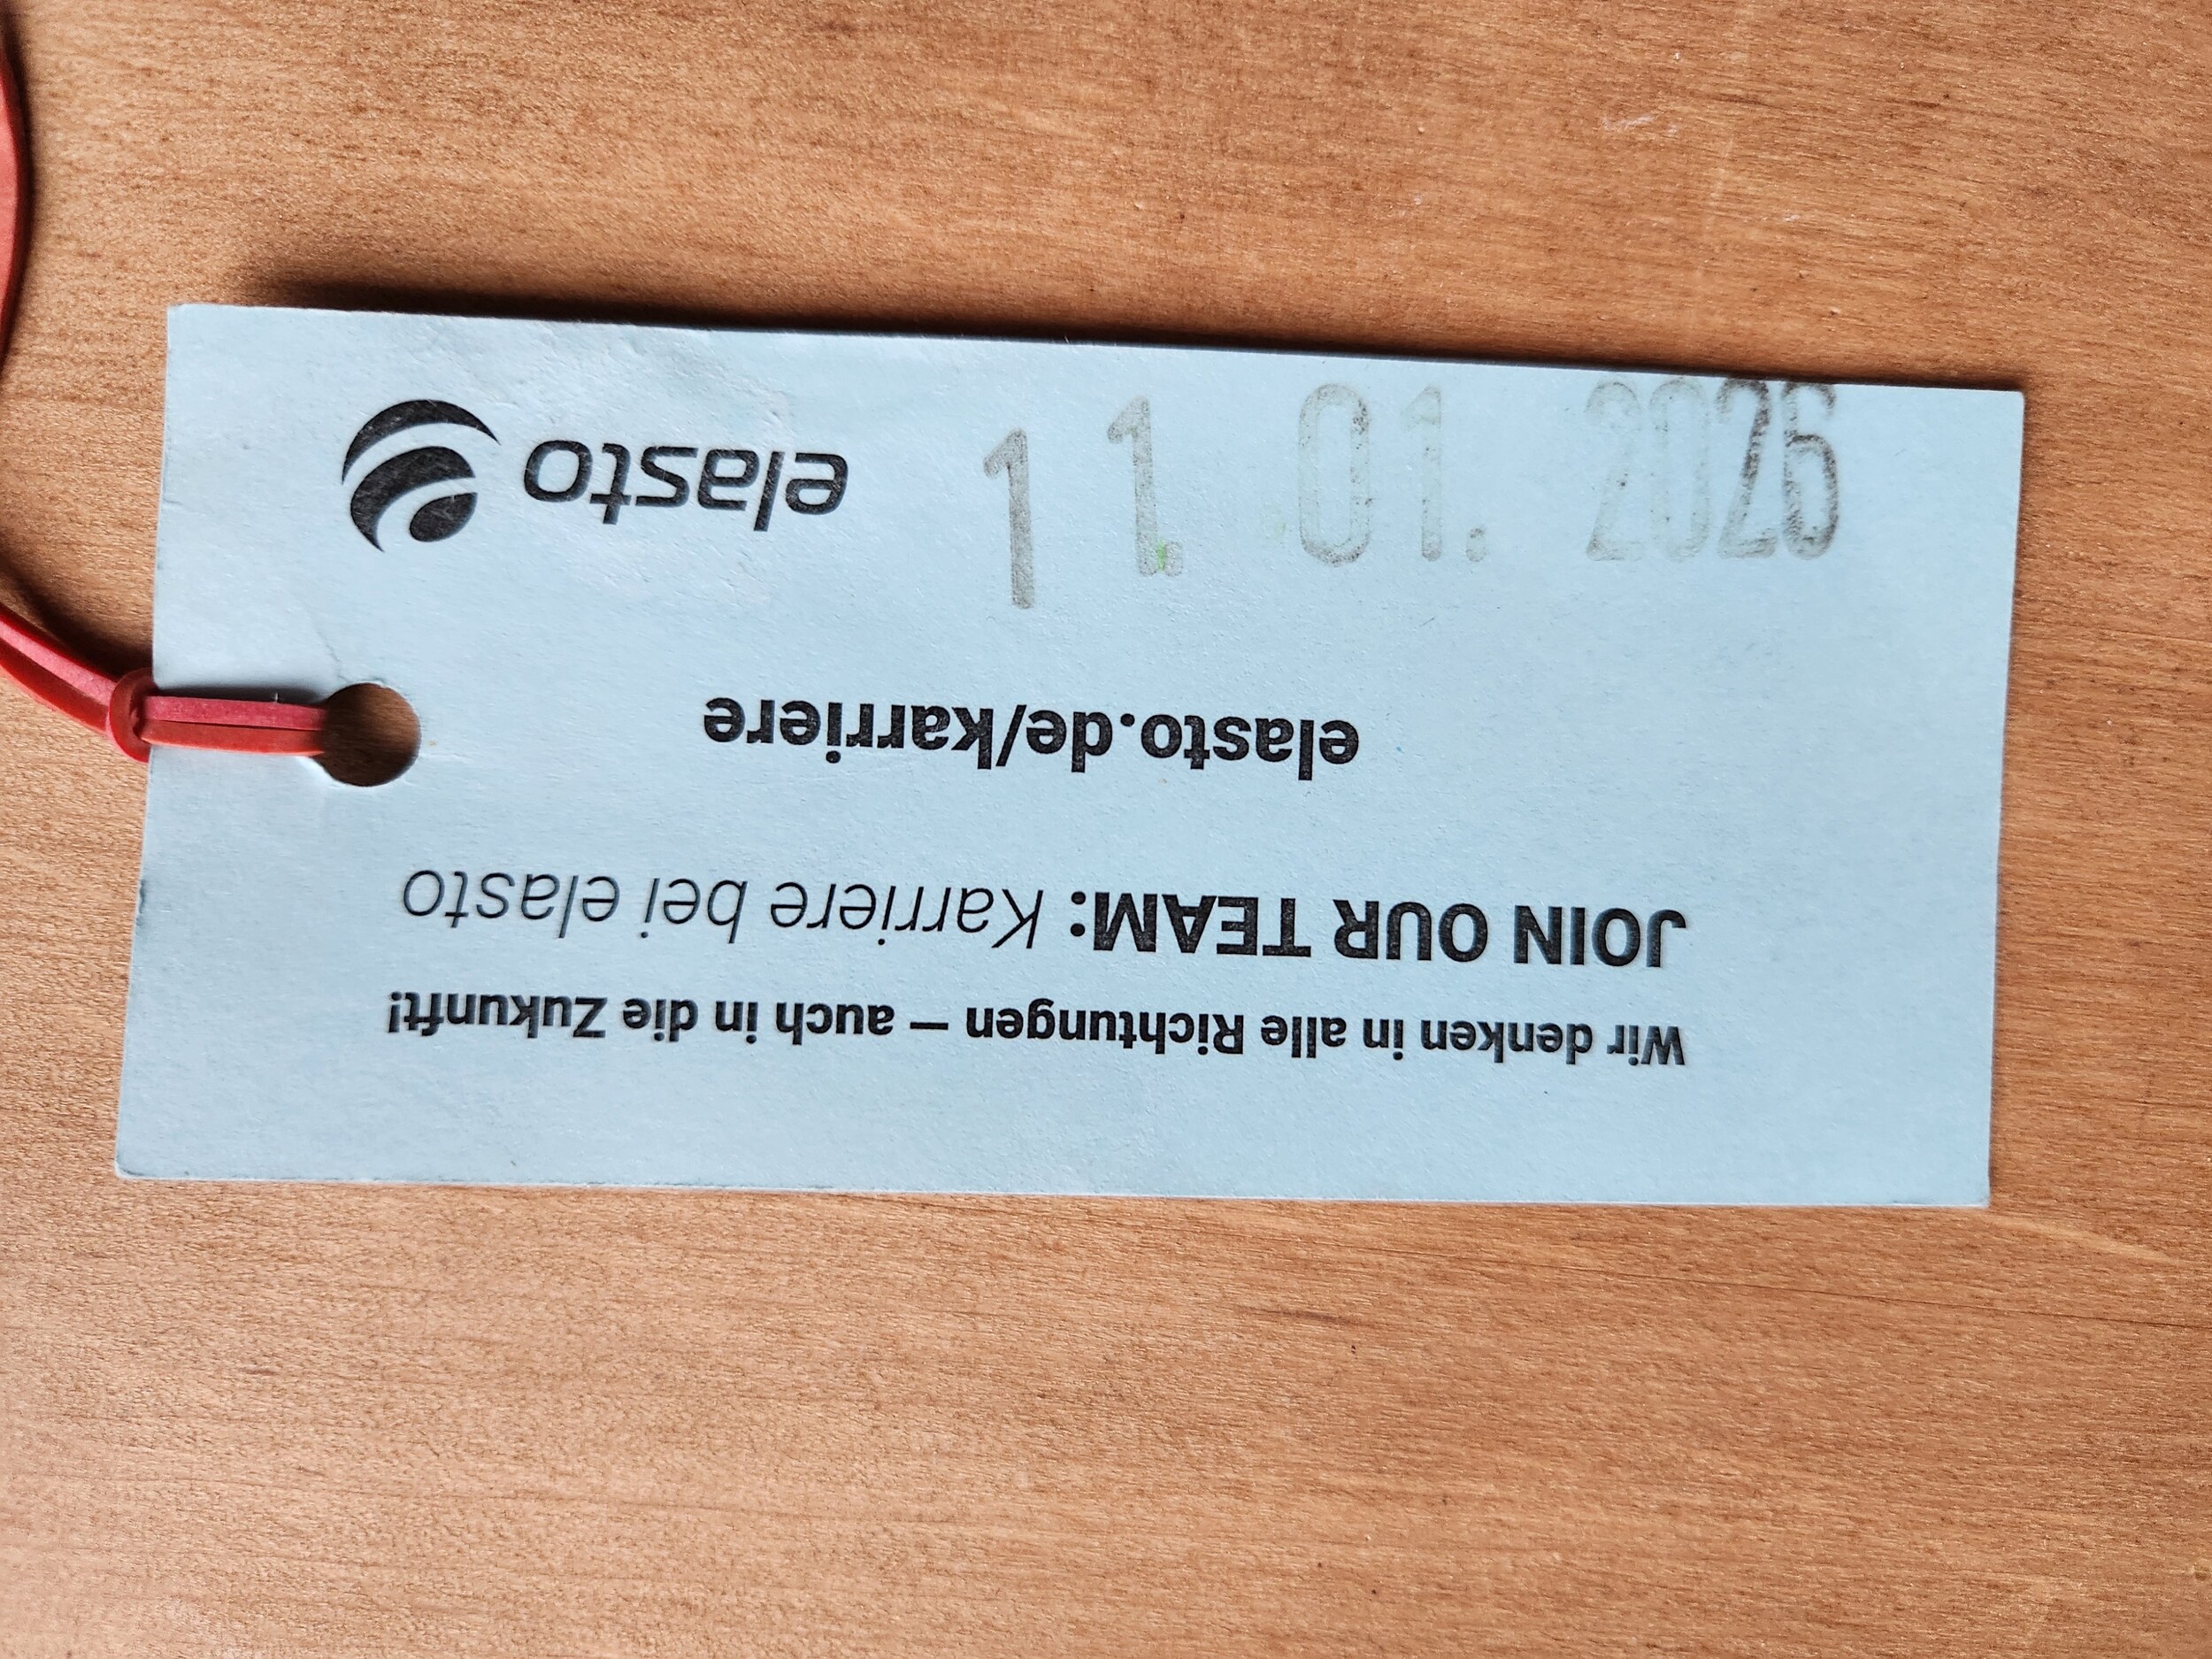 Wir denken in alle Richtungen – auch in die Zukunft!
JOIN OUR TEAM: Karriere bei elasto
elasto.de/karriere
elasto
11. 01. 2026